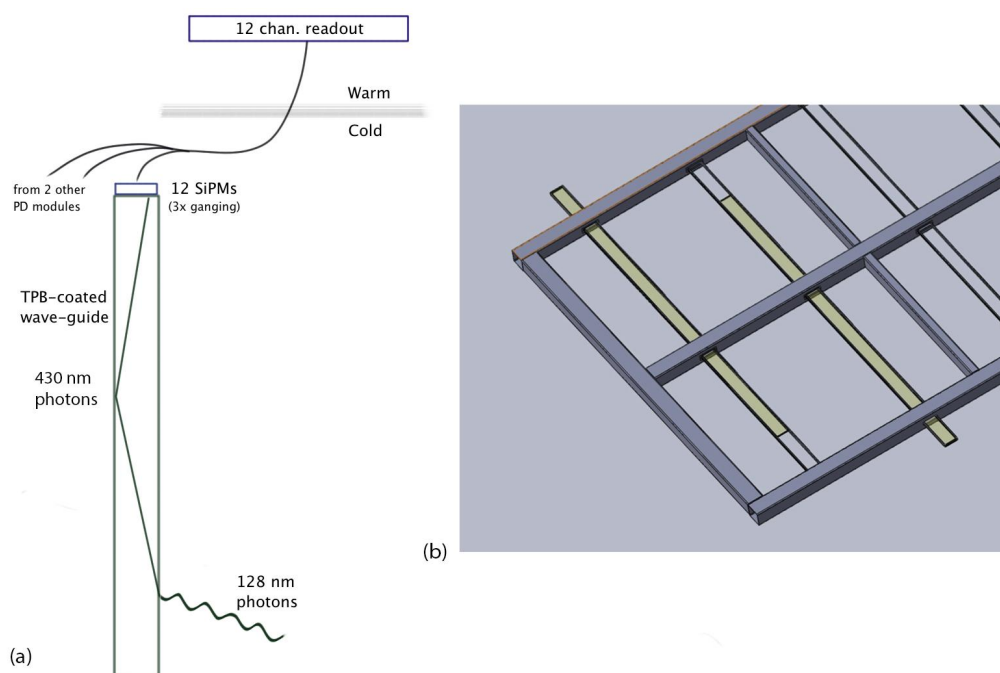 12 chan. readout
Warm
Cold
from 2 other
PD modules
12 SiPMs
(3x ganging)
TPB-coated
wave-guide
430 nm
photons
128 nm
photons
(a)
(b)